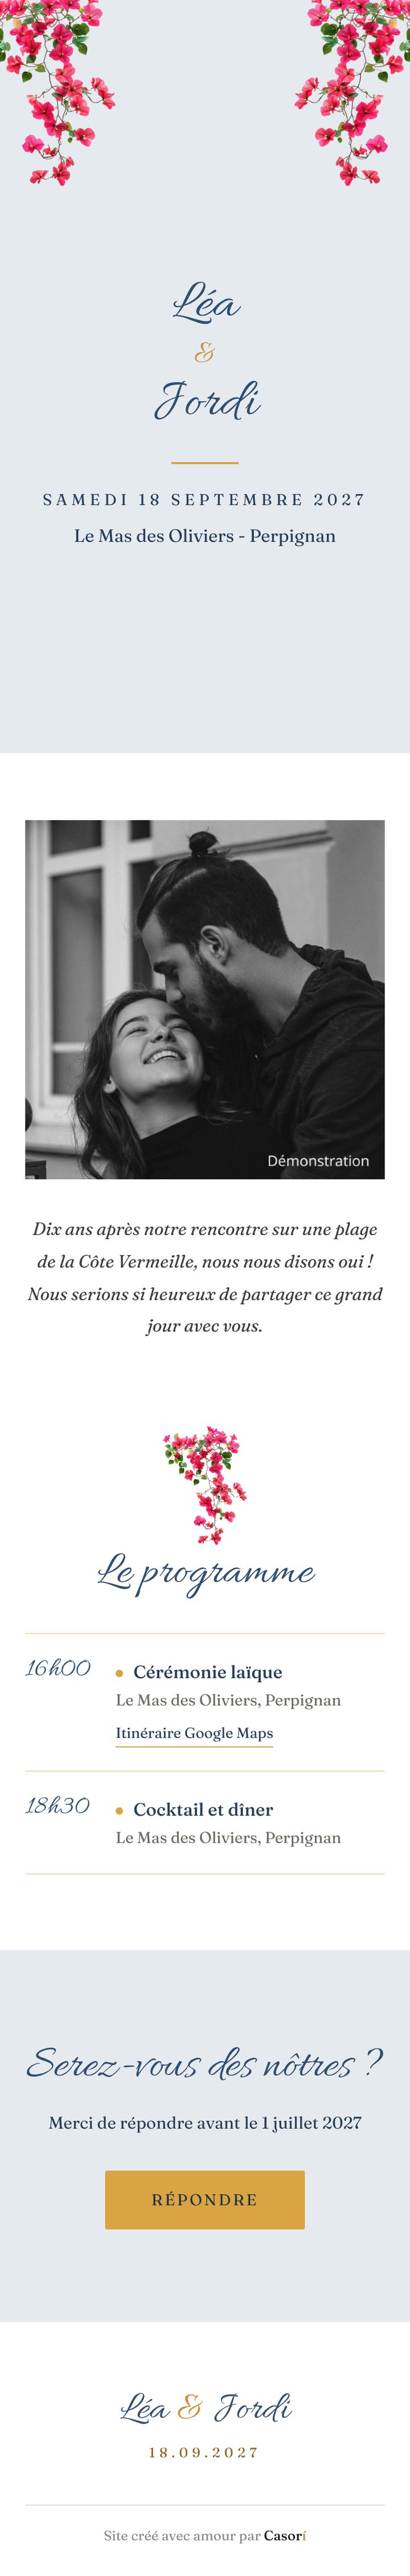 Léa
&
Jordi
SAMEDI 18 SEPTEMBRE 2027
Le Mas des Oliviers - Perpignan
Démonstration
Dix ans après notre rencontre sur une plage
de la Côte Vermeille, nous nous disons oui !
Nous serions si heureux de partager ce grand
jour avec vous.
Le programme
16h00
Cérémonie laïque
Le Mas des Oliviers, Perpignan
Itinéraire Google Maps
18h30
Cocktail et dîner
Le Mas des Oliviers, Perpignan
Serez-vous des nôtres ?
Merci de répondre avant le 1 juillet 2027
RÉPONDRE
Léa & Jordi
18.09.2027
Site créé avec amour par Casorí